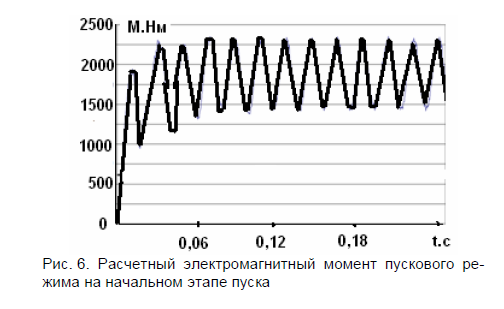 М.Нм
2500
2000
1500
1000
500
0
0,06 0,12 0,18 t.c
Рис. 6. Расчетный электромагнитный момент пускового ре-
жима на начальном этапе пуска